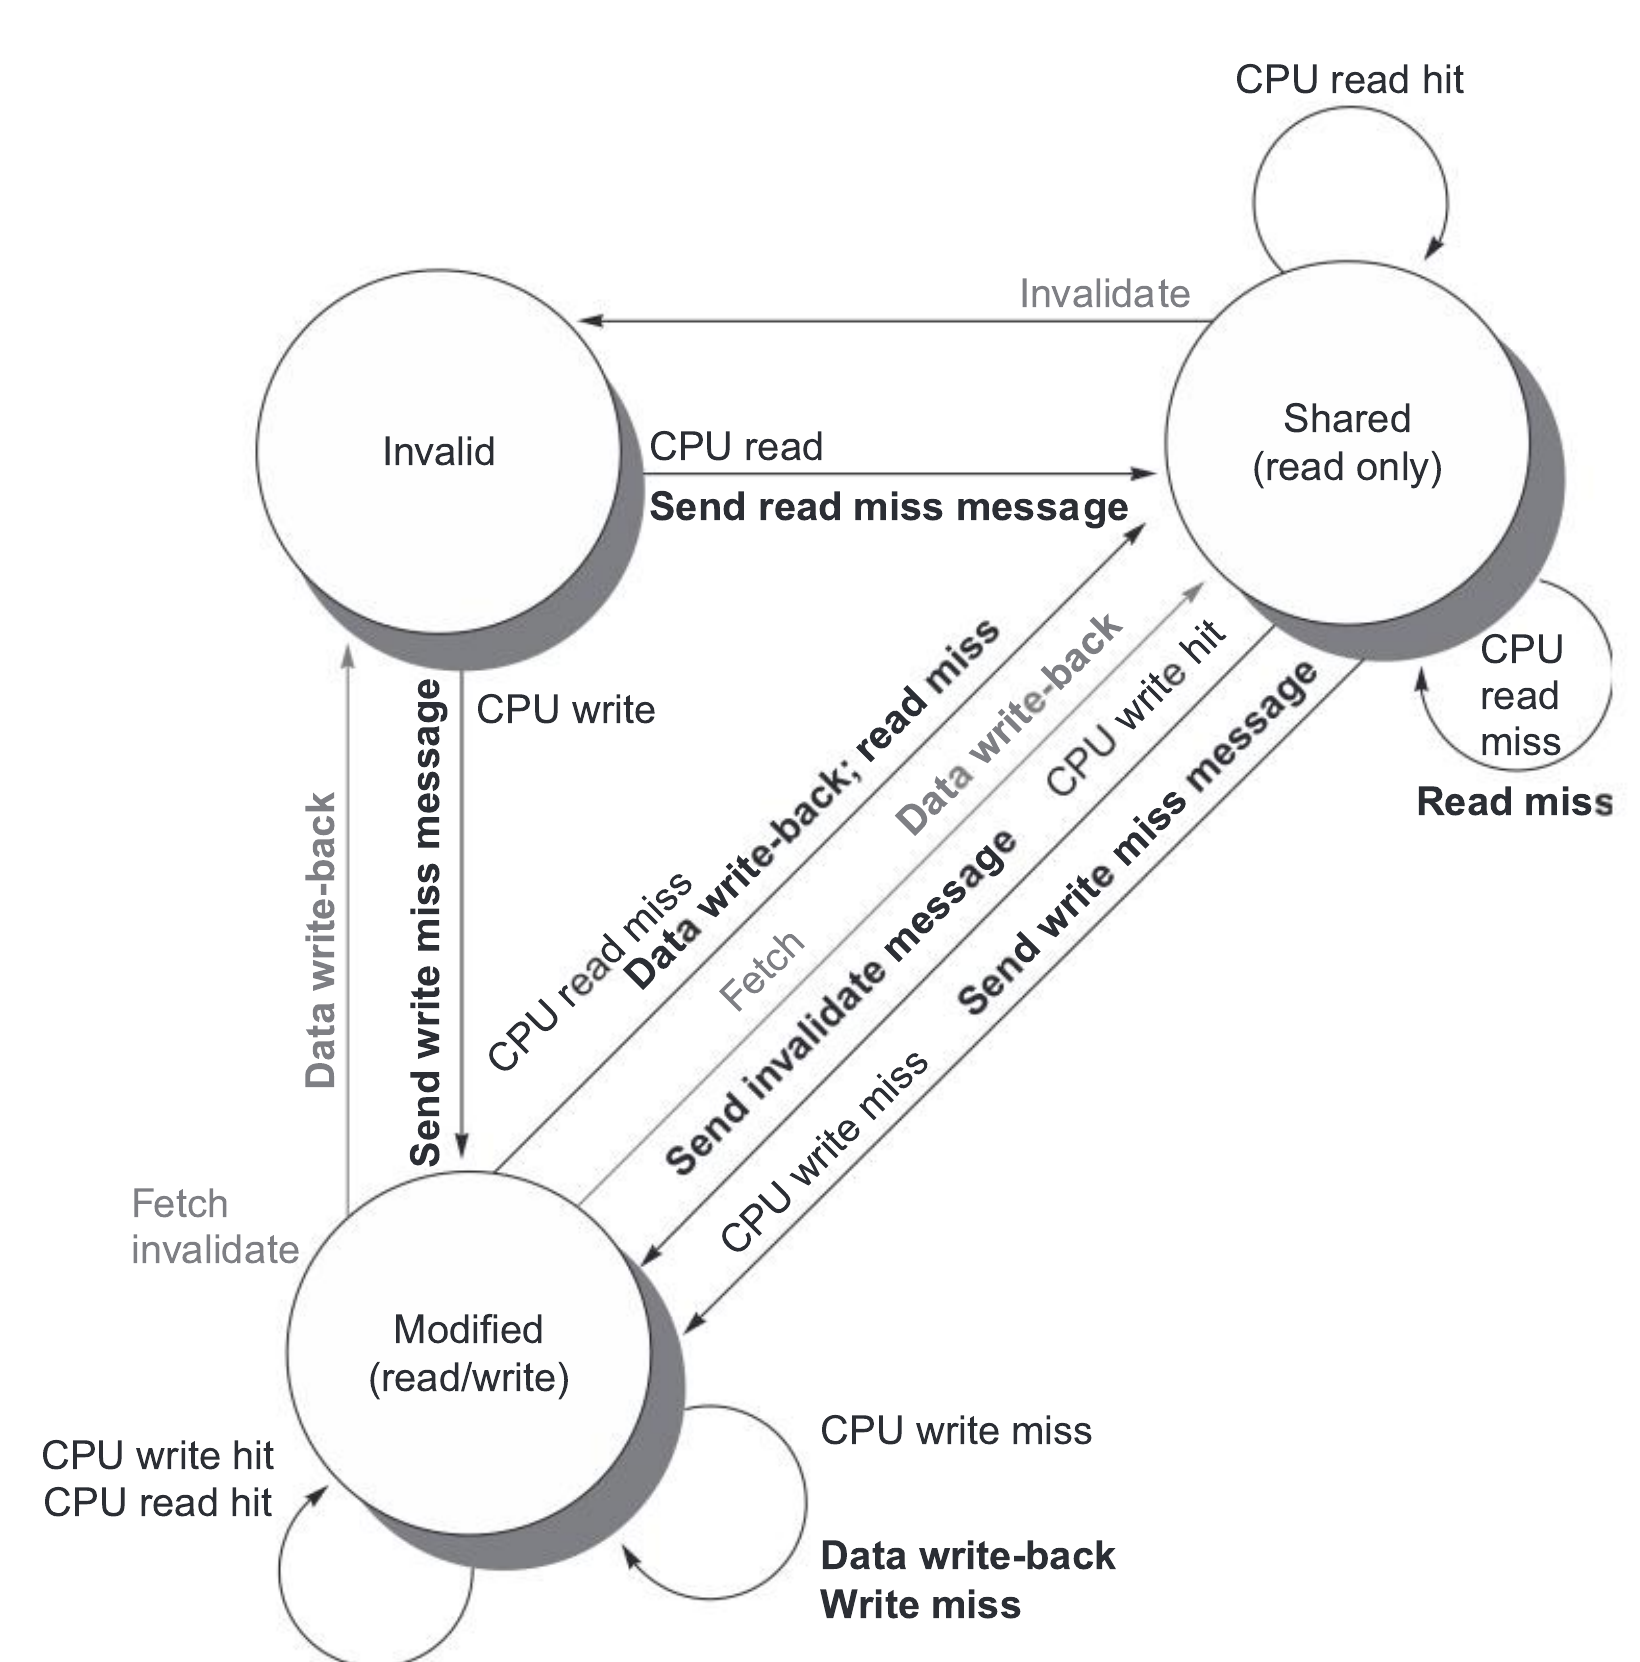 CPU read hit
Invalidate
Invalid
Shared
(read only)
CPU read
Send read miss message
CPU write
Send write miss message
Data write-back
CPU read miss
Data write-back; read miss
Fetch
Data write-back
CPU write hit
Send invalidate message
CPU write miss
Send write miss message
CPU
read
miss
Read miss
Fetch
invalidate
Modified
(read/write)
CPU write hit
CPU read hit
CPU write miss
Data write-back
Write miss